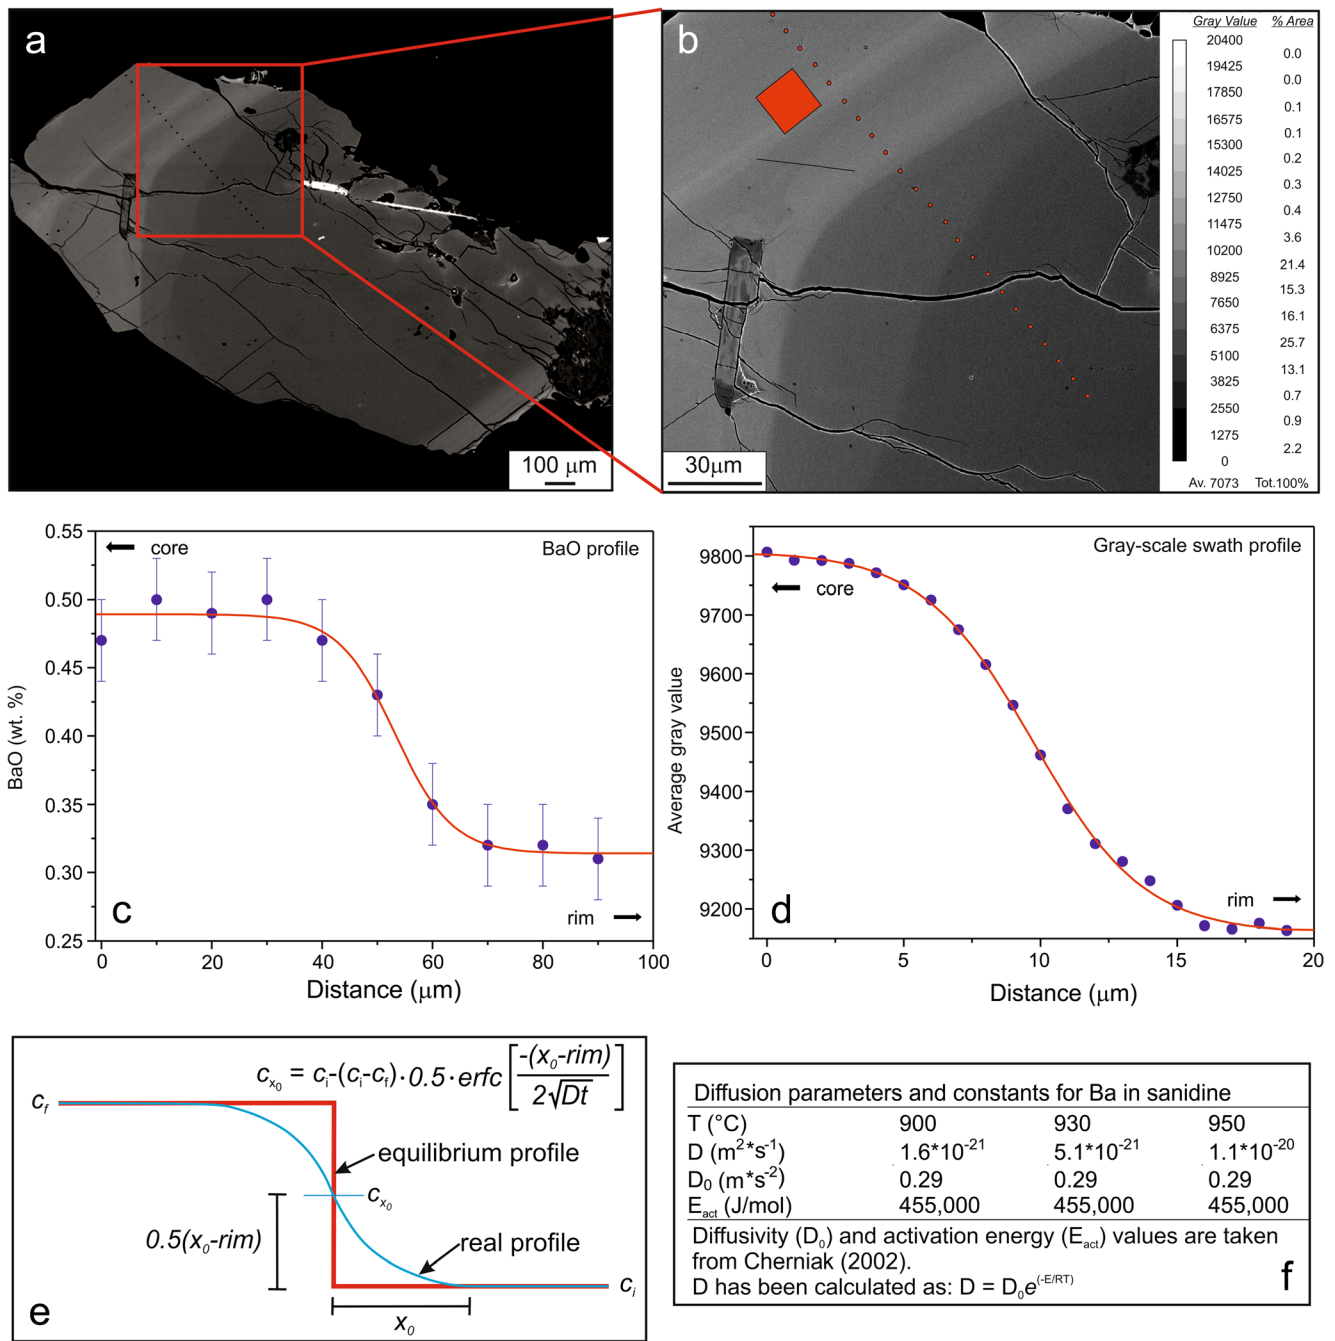 a
100 μm
b
30μm
Gray Value % Area
20400
0.0
19425
0.0
17850
0.1
16575
0.1
15300
0.2
14025
0.3
12750
0.4
11475
3.6
10200
21.4
8925
15.3
7650
16.1
6375
25.7
5100
13.1
3825
0.7
2550
0.9
1275
2.2
0
Av. 7073 Tot.100%
0.55
0.50
0.45
0.40
0.35
0.30
0.25
BaO (wt. %)
core
BaO profile
c
rim
0 20 40 60 80 100
Distance (μm)
9800
9700
9600
9500
9400
9300
9200
Average gray value
Gray-scale swath profile
core
rim
d
0 5 10 15 20
Distance (μm)
c_x₀ = c_i-(c_i-c_f)·0.5·erfc[-(x₀-rim)/2√Dt]
c_f
equilibrium profile
c_x₀
0.5(x₀-rim)
real profile
c_i
e
x₀
Diffusion parameters and constants for Ba in sanidine
T (°C) 900 930 950
D (m²*s⁻¹) 1.6*10⁻²¹ 5.1*10⁻²¹ 1.1*10⁻²⁰
D₀ (m*s⁻²) 0.29 0.29 0.29
E_act (J/mol) 455,000 455,000 455,000
Diffusivity (D₀) and activation energy (E_act) values are taken
from Cherniak (2002).
D has been calculated as: D = D₀e^(-E/RT)
f